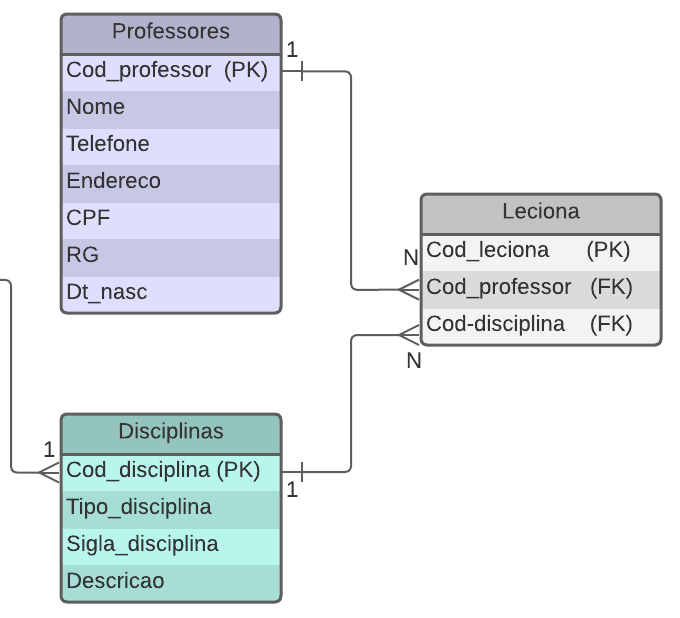 Professores
Cod_professor (PK)
Nome
Telefone
Endereco
CPF
RG
Dt_nasc
1
Leciona
Cod_leciona (PK)
Cod_professor (FK)
Cod-disciplina (FK)
N
N
Disciplinas
Cod_disciplina (PK)
Tipo_disciplina
Sigla_disciplina
Descricao
1
1